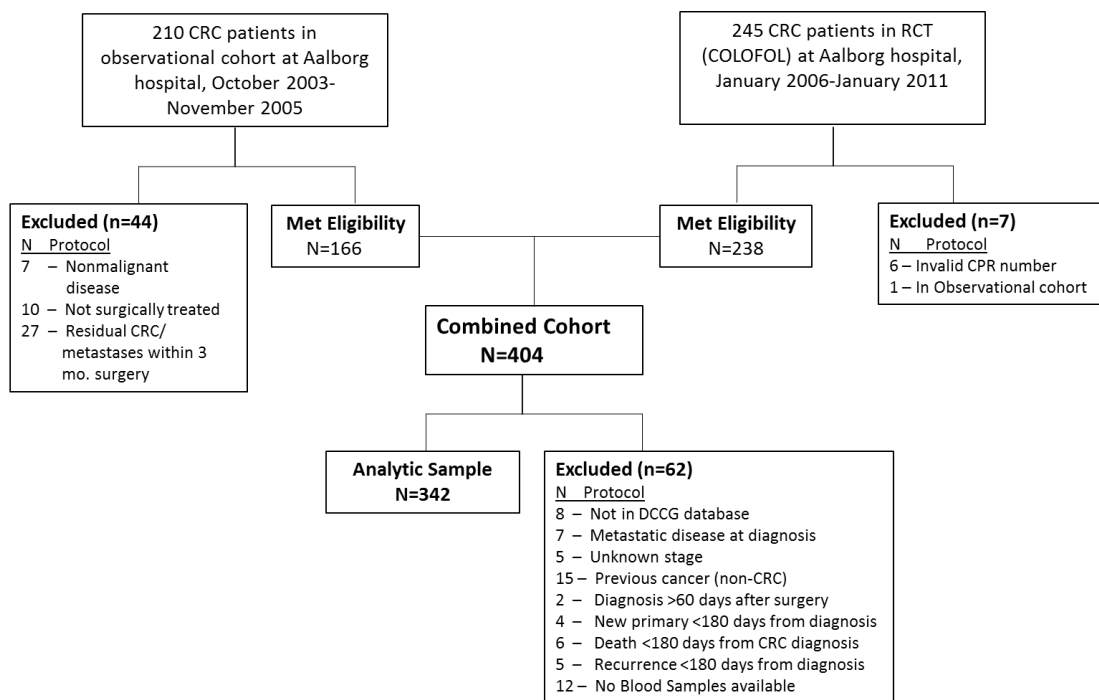 210 CRC patients in
observational cohort at Aalborg
hospital, October 2003-
November 2005
245 CRC patients in RCT
(COLOFOL) at Aalborg hospital,
January 2006-January 2011
Excluded (n=44)
N Protocol
7 – Nonmalignant
disease
10 – Not surgically treated
27 – Residual CRC/
metastases within 3
mo. surgery
Met Eligibility
N=166
Met Eligibility
N=238
Excluded (n=7)
N Protocol
6 – Invalid CPR number
1 – In Observational cohort
Combined Cohort
N=404
Analytic Sample
N=342
Excluded (n=62)
N Protocol
8 – Not in DCCG database
7 – Metastatic disease at diagnosis
5 – Unknown stage
15 – Previous cancer (non-CRC)
2 – Diagnosis >60 days after surgery
4 – New primary <180 days from diagnosis
6 – Death <180 days from CRC diagnosis
5 – Recurrence <180 days from diagnosis
12 – No Blood Samples available